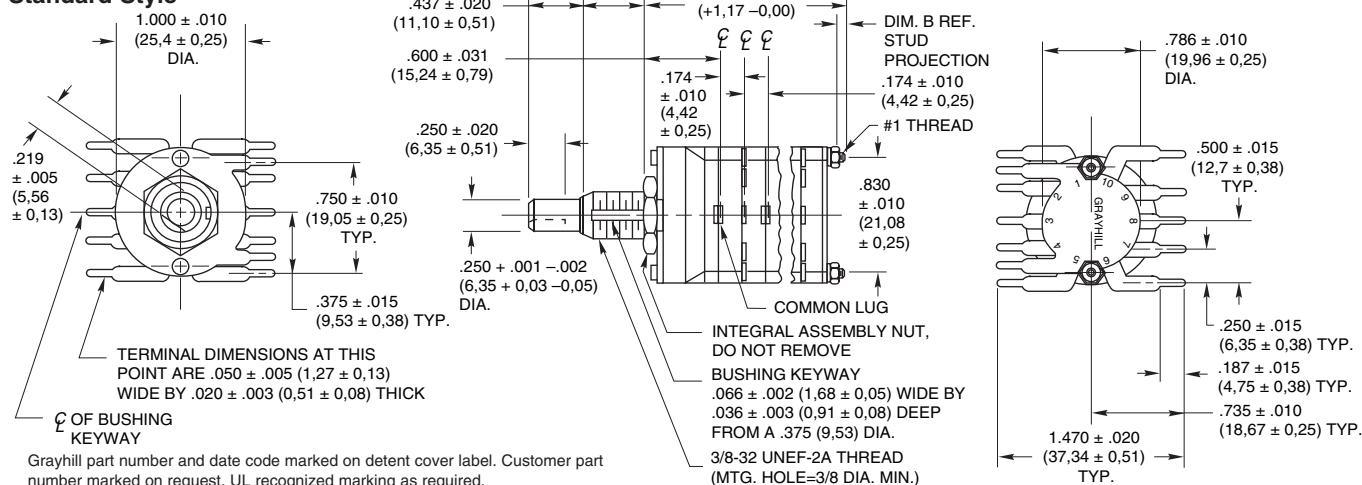 Standard Style
1.000 ± .010
(25,4 ± 0,25)
DIA.
.219
± .005
(5,56
± 0,13)
.750 ± .010
(19,05 ± 0,25)
TYP.
.375 ± .015
(9,53 ± 0,38) TYP.
TERMINAL DIMENSIONS AT THIS
POINT ARE .050 ± .005 (1,27 ± 0,13)
WIDE BY .020 ± .003 (0,51 ± 0,08) THICK
℄ OF BUSHING
KEYWAY
Grayhill part number and date code marked on detent cover label. Customer part
number marked on request. UL recognized marking as required.
.437 ± .020
(11,10 ± 0,51)
.600 ± .031
(15,24 ± 0,79)
.250 ± .020
(6,35 ± 0,51)
.250 + .001 –.002
(6,35 + 0,03 –0,05)
DIA.
(+1,17 –0,00)
℄ ℄ ℄
.174
± .010
(4,42
± 0,25)
DIM. B REF.
STUD
PROJECTION
.174 ± .010
(4,42 ± 0,25)
#1 THREAD
.830
± .010
(21,08
± 0,25)
COMMON LUG
INTEGRAL ASSEMBLY NUT,
DO NOT REMOVE
BUSHING KEYWAY
.066 ± .002 (1,68 ± 0,05) WIDE BY
.036 ± .003 (0,91 ± 0,08) DEEP
FROM A .375 (9,53) DIA.
3/8-32 UNEF-2A THREAD
(MTG. HOLE=3/8 DIA. MIN.)
.786 ± .010
(19,96 ± 0,25)
DIA.
.500 ± .015
(12,7 ± 0,38)
TYP.
1 10
2 9
3 GRAYHILL 8
4 7
5 6
.250 ± .015
(6,35 ± 0,38) TYP.
.187 ± .015
(4,75 ± 0,38) TYP.
.735 ± .010
(18,67 ± 0,25) TYP.
1.470 ± .020
(37,34 ± 0,51)
TYP.